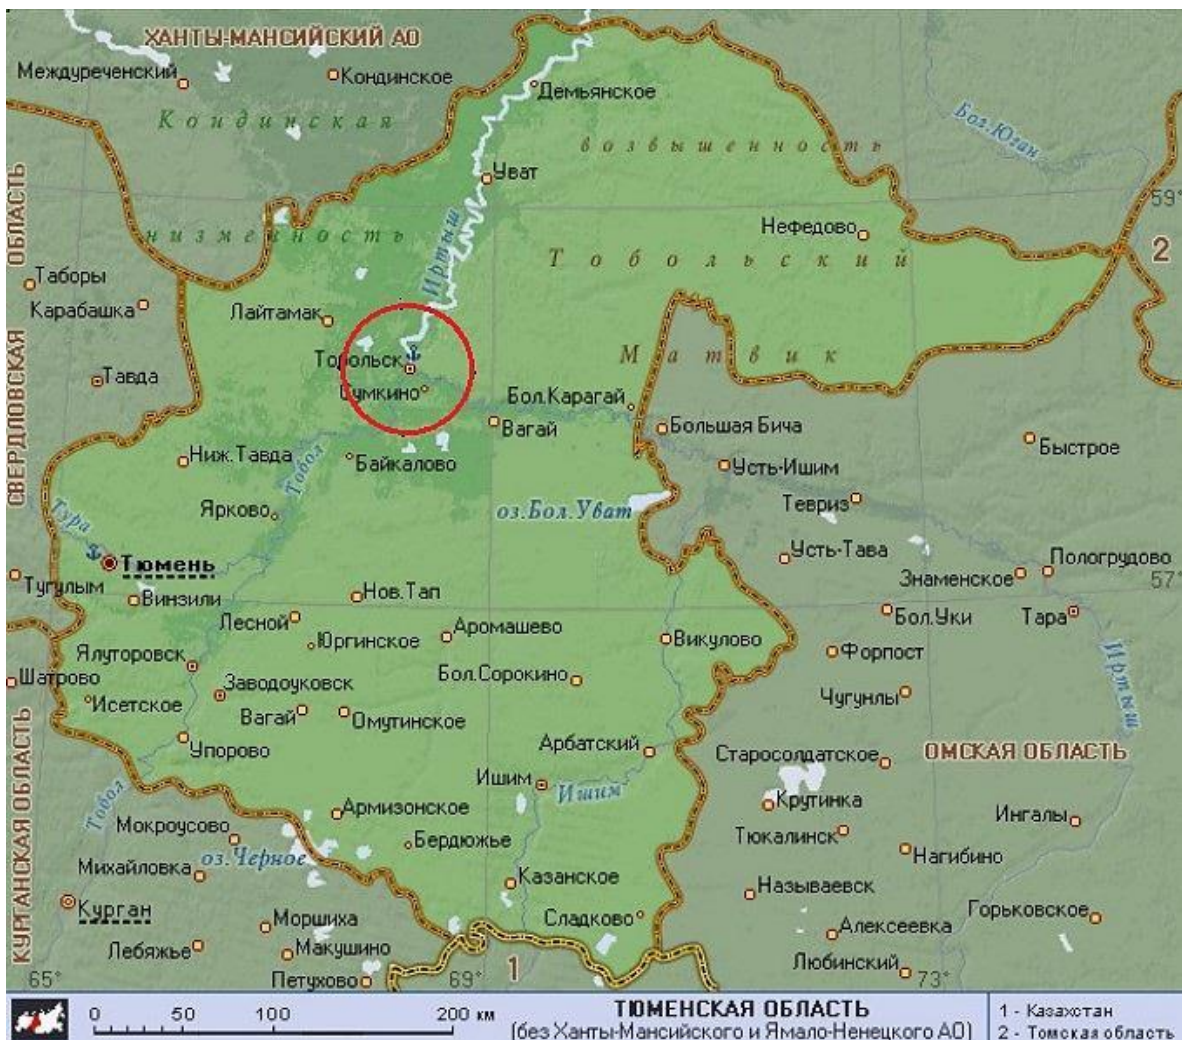 ХАНТЫ-МАНСИЙСКИЙ АО
Междуреченский
Кондинское
Демьянское
Кондинская
Бол.Юган
возвышенность
Уват
59°
СВЕРДЛОВСКАЯ ОБЛАСТЬ
низменность
Иртыш
Нефедово
2
Тобольский
Таборы
Карабашка
Лайтамак
Тобольск
Матвик
Тавда
Сумкино
Бол.Карагай
Вагай
Большая Бича
Быстрое
Ниж.Тавда
Тобол
Байкалово
Усть-Ишим
Ярково
оз.Бол.Уват
Тевриз
Тура
Тюмень
Усть-Тава
Пологрудово
Тугулым
Знаменское
57°
Винзили
Нов.Тап
Лесной
Бол.Уки
Тара
Юргинское
Аромашево
Викулово
Форпост
Иртыш
Ялуторовск
Шатрово
Заводоуковск
Бол.Сорокино
Чугунлы
Исетское
Вагай
Омутинское
КУРГАНСКАЯ ОБЛАСТЬ
Упорово
Арбатский
Старосолдатское
ОМСКАЯ ОБЛАСТЬ
Ишим
Ишим
Тобол
Армизонское
Крутинка
Мокроусово
Ингалы
Тюкалинск
оз.Черное
Бердюжье
Нагибино
Михайловка
Казанское
Называевск
Курган
Моршиха
Сладково
Горьковское
Алексеевка
Лебяжье
Макушино
Любинский
65°
Петухово
69°
1
73°
0 50 100 200 км
ТЮМЕНСКАЯ ОБЛАСТЬ
(без Ханты-Мансийского и Ямало-Ненецкого АО)
1 - Казахстан
2 - Томская область